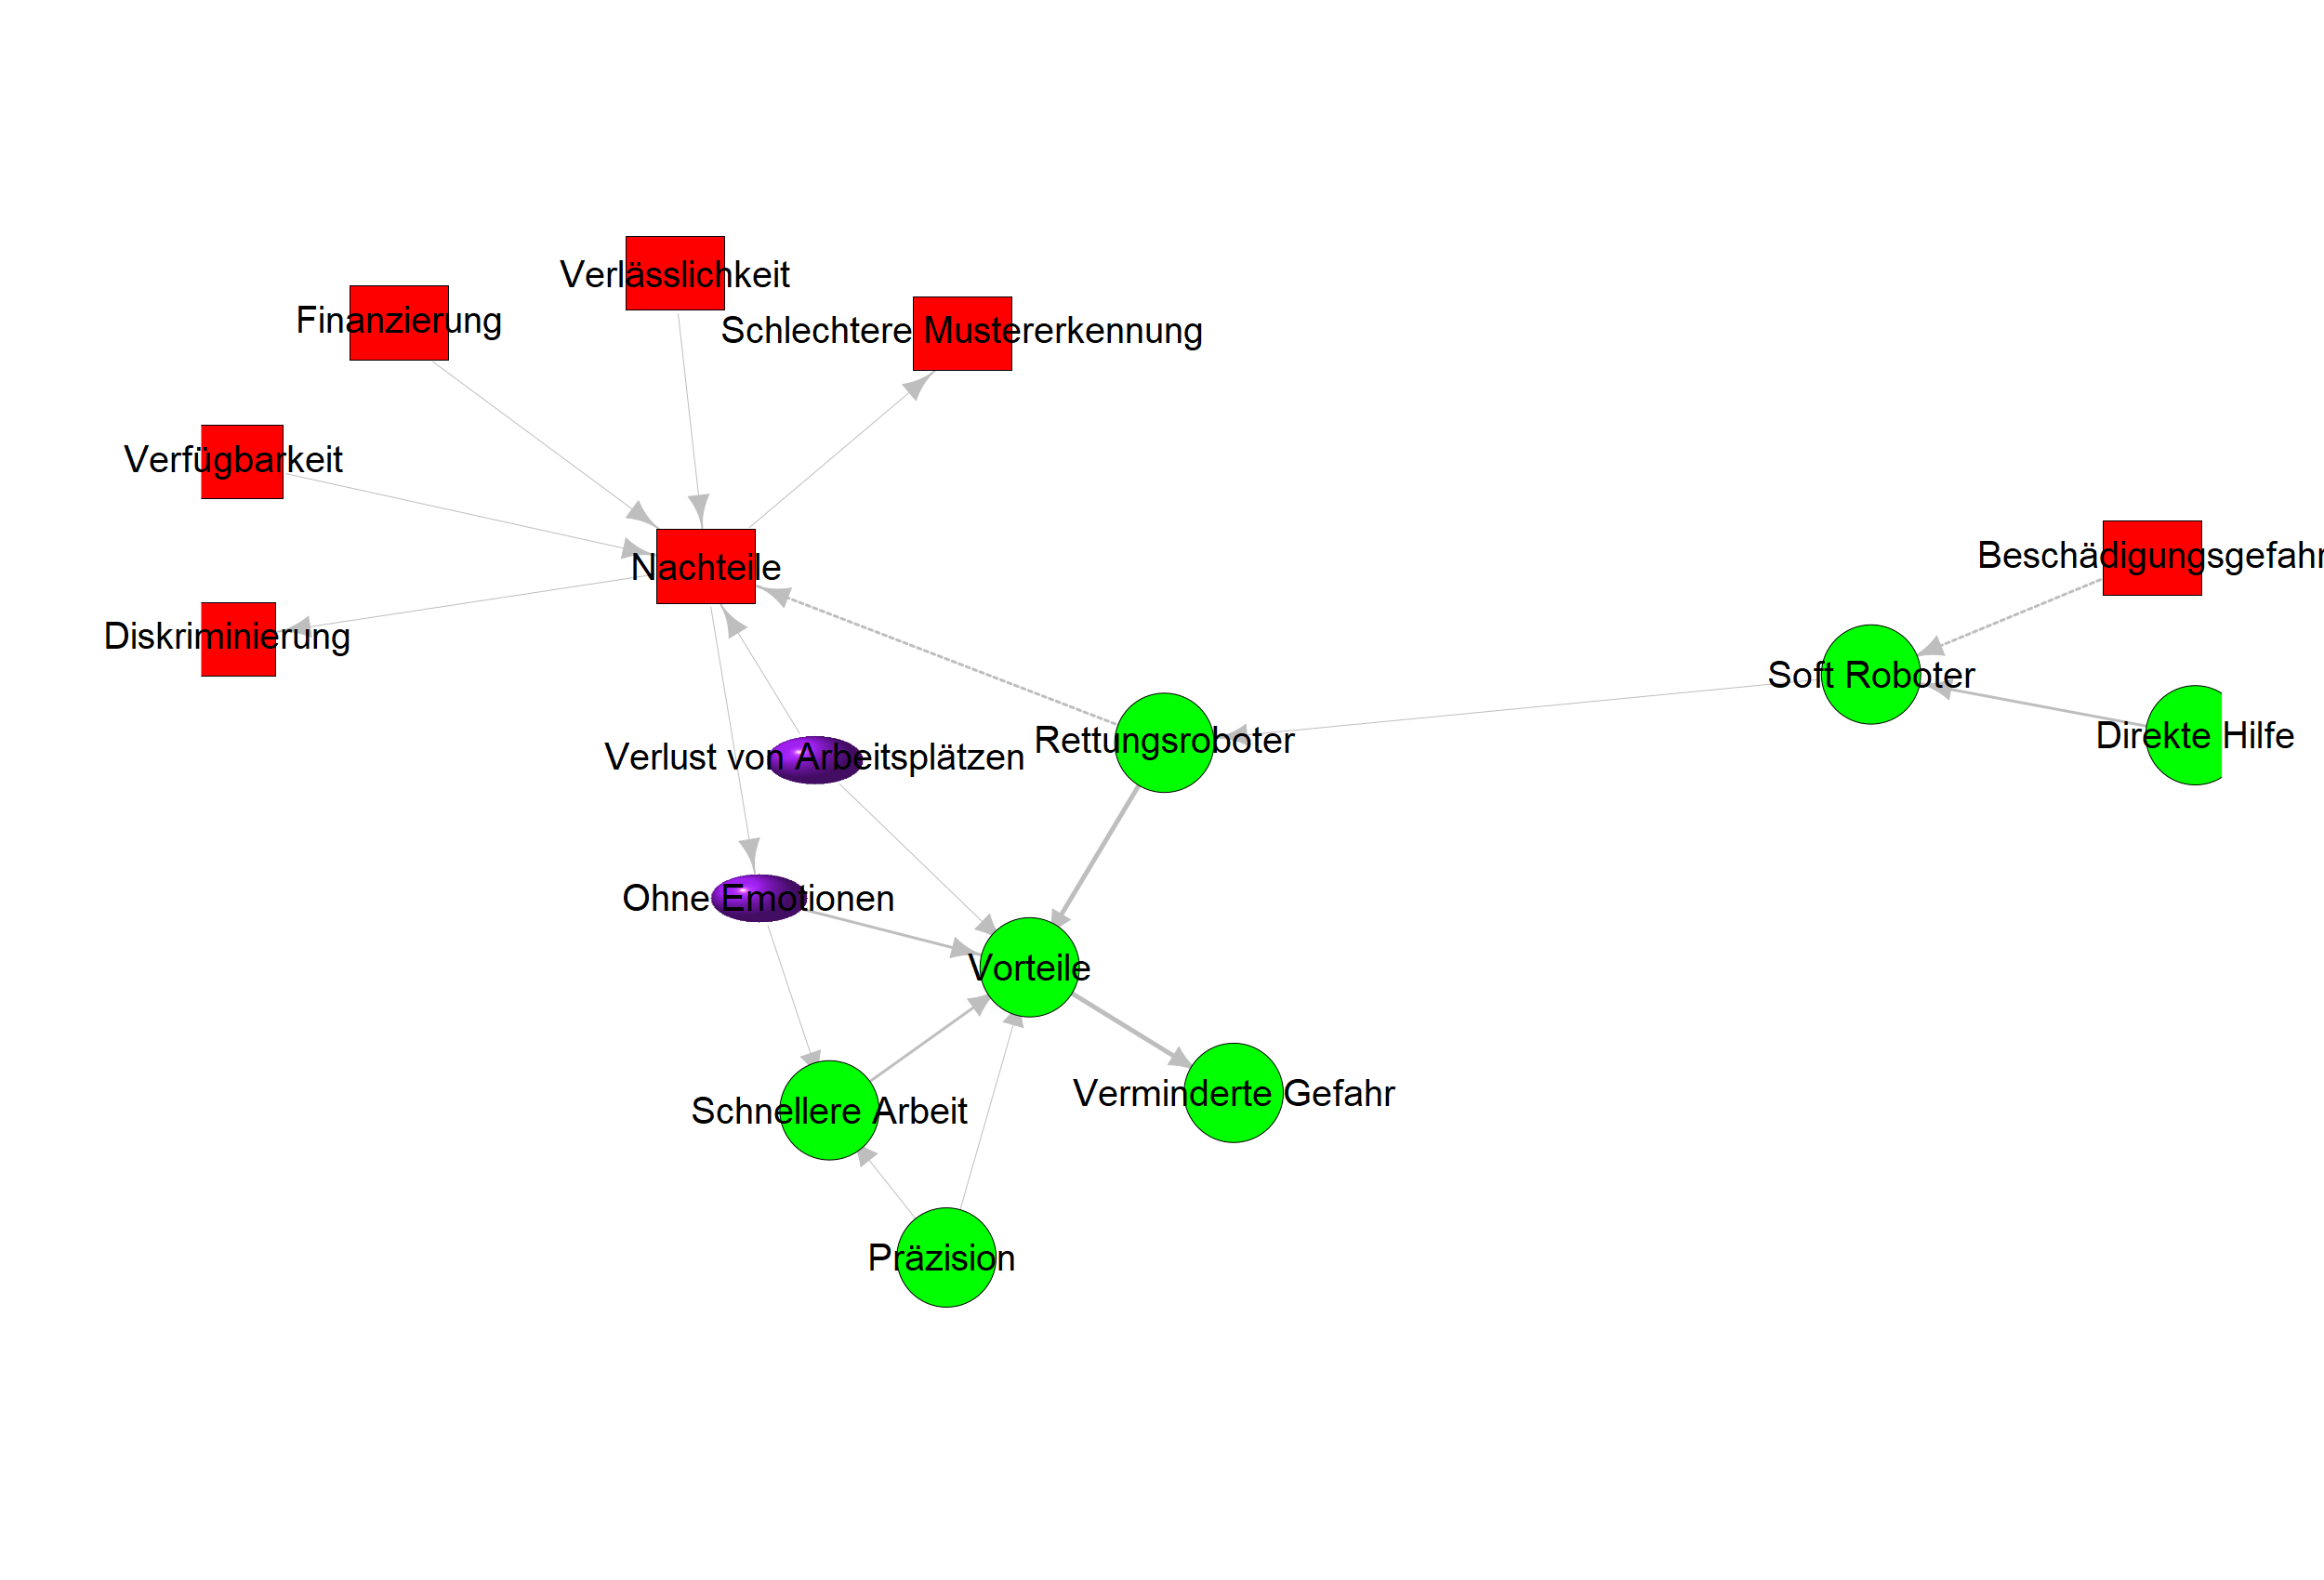 Verlässlichkeit
Finanzierung
Schlechtere Mustererkennung
Verfügbarkeit
Nachteile
Beschädigungsgefahr
Diskriminierung
Soft Roboter
Rettungsroboter
Direkte Hilfe
Verlust von Arbeitsplätzen
Ohne Emotionen
Vorteile
Verminderte Gefahr
Schnellere Arbeit
Präzision